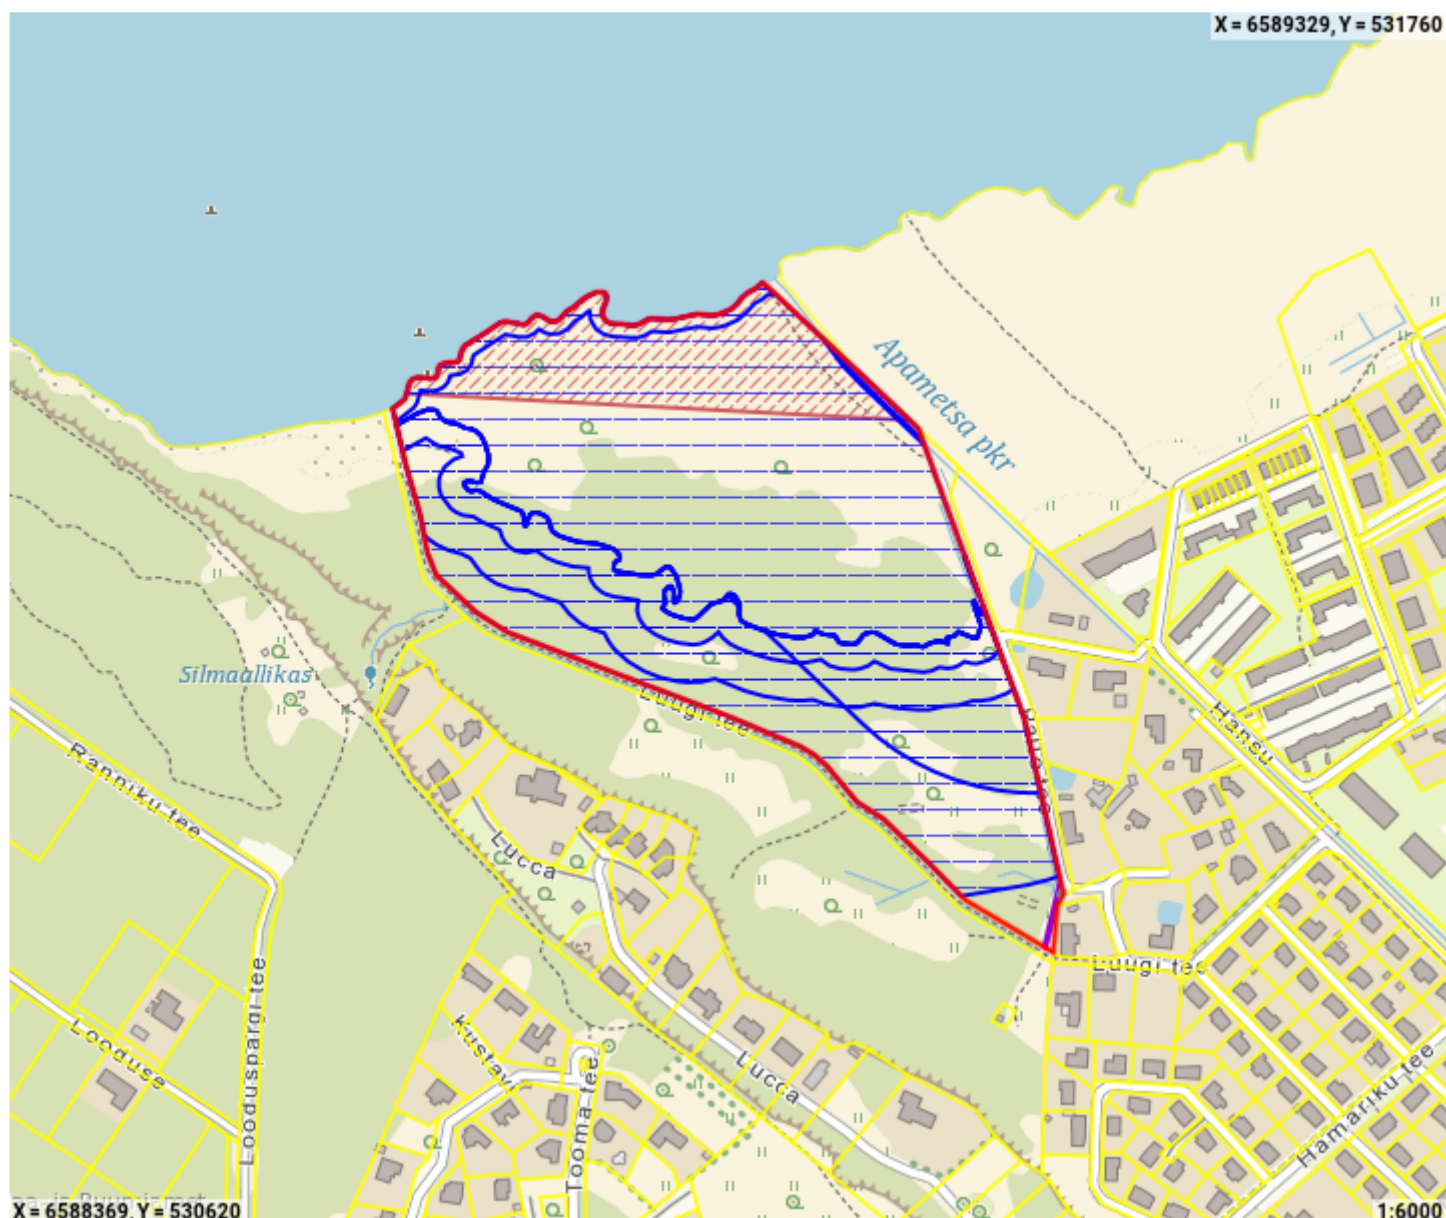 X = 6589329, Y = 531760
Apametsa pkr
Silmaallikas
Luugi tee
Hansu
Ranniku tee
Lucca
Luugi tee
Looduspargi tee
Looduse
Kustavi
Lucca
Tooma tee
Hamariku tee
X = 6588369, Y = 530620
1:6000